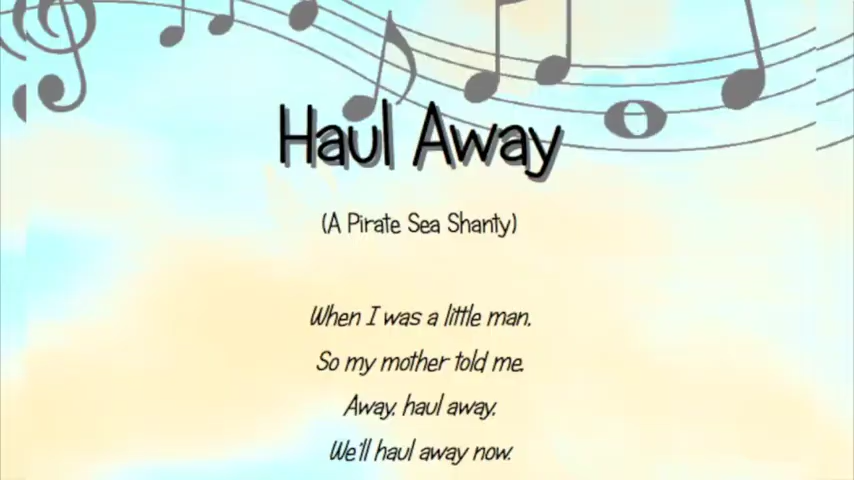 Haul Away
(A Pirate Sea Shanty)
When I was a little man,
So my mother told me.
Away, haul away,
We'll haul away now.